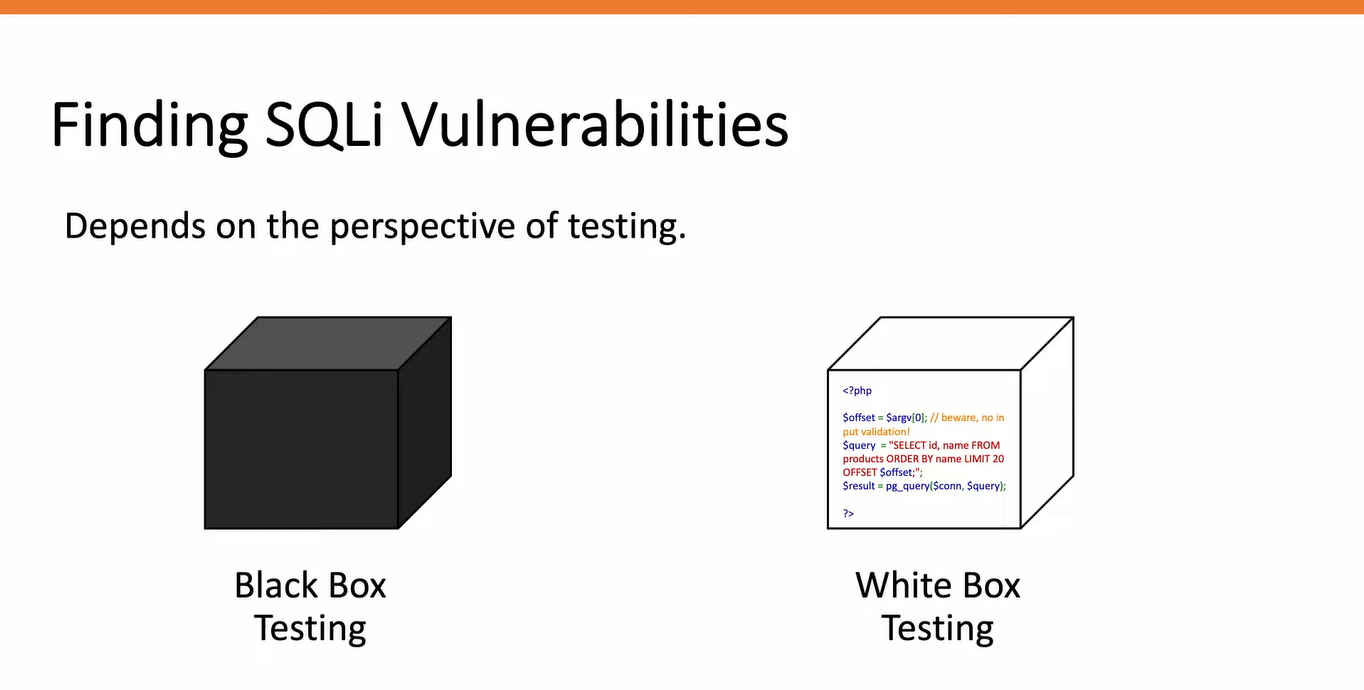 Finding SQLi Vulnerabilities
Depends on the perspective of testing.
<?php
$offset = $argv[0]; // beware, no in
put validation!
$query  = "SELECT id, name FROM
products ORDER BY name LIMIT 20
OFFSET $offset;";
$result = pg_query($conn, $query);
?>
Black Box
Testing
White Box
Testing